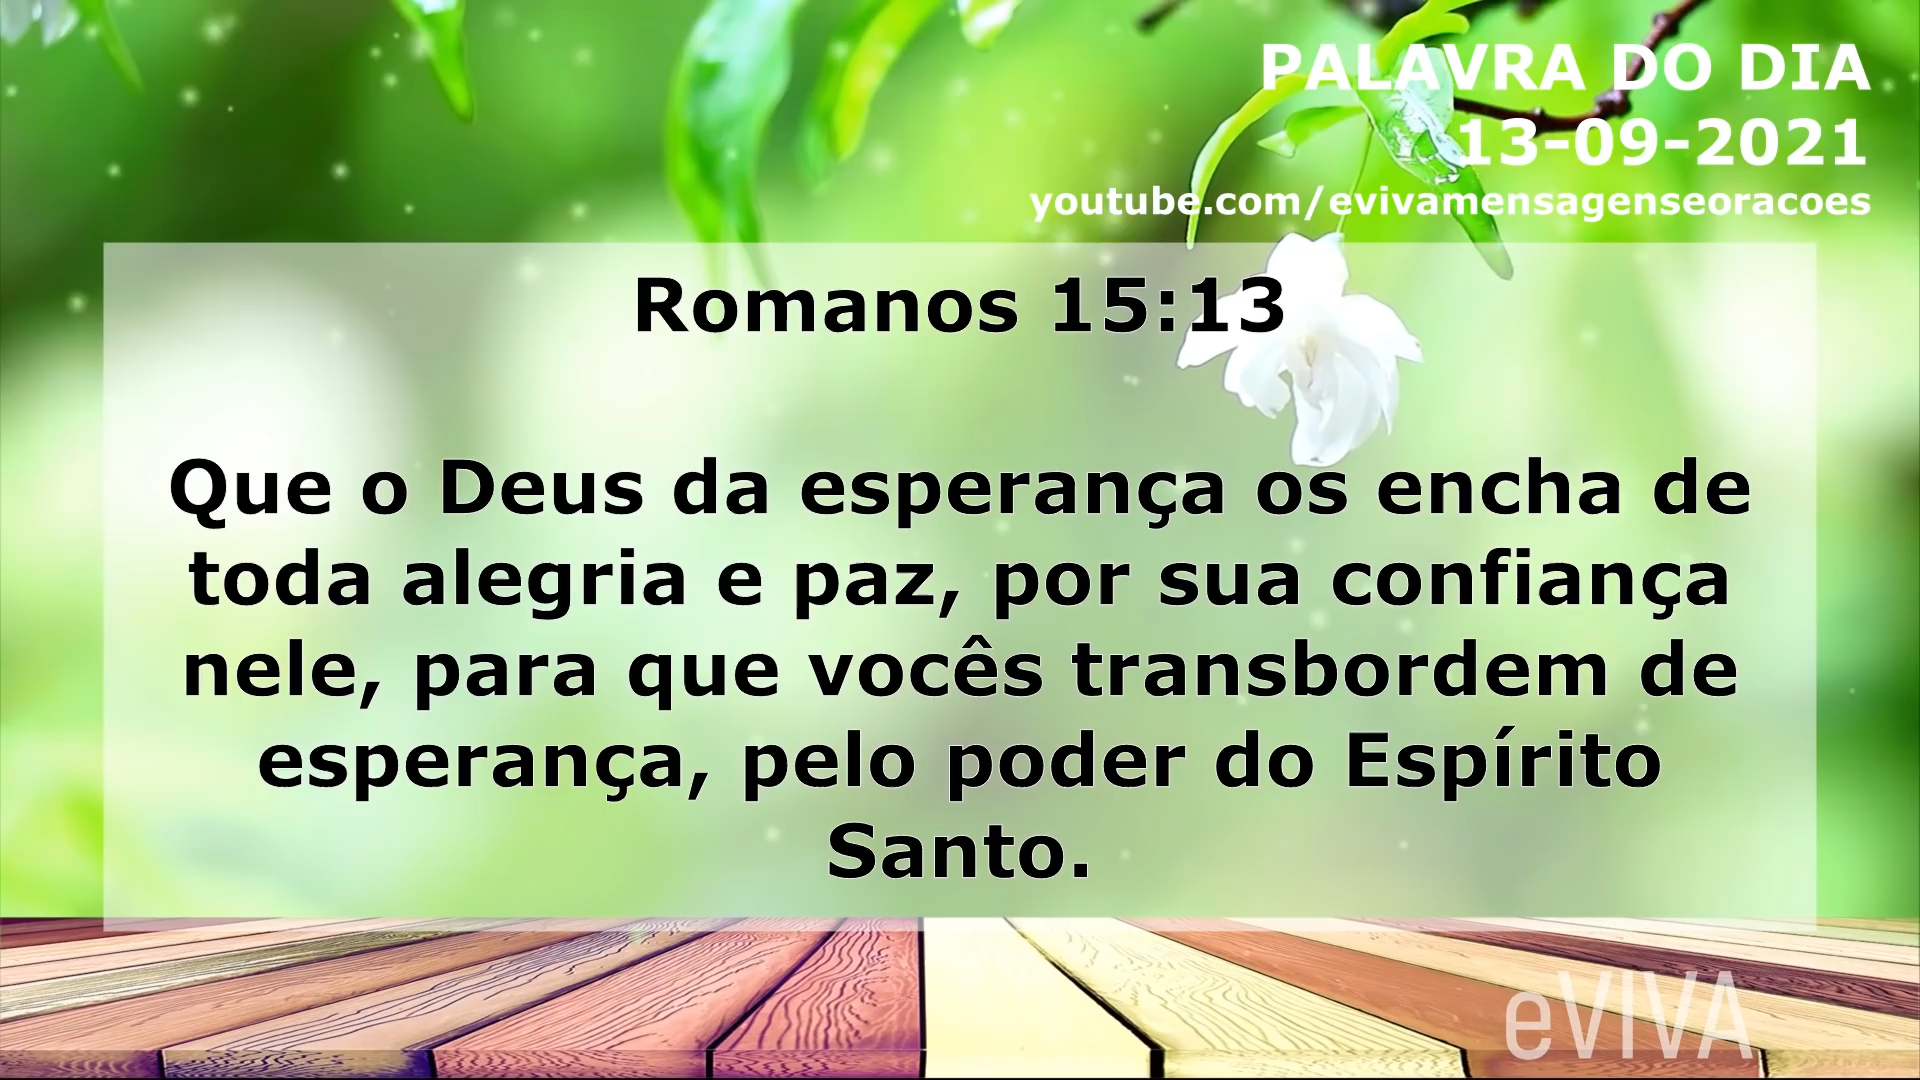 PALAVRA DO DIA
13-09-2021
youtube.com/evivamensagenseoracoes
Romanos 15:13
Que o Deus da esperança os encha de
toda alegria e paz, por sua confiança
nele, para que vocês transbordem de
esperança, pelo poder do Espírito
Santo.
eVIVA